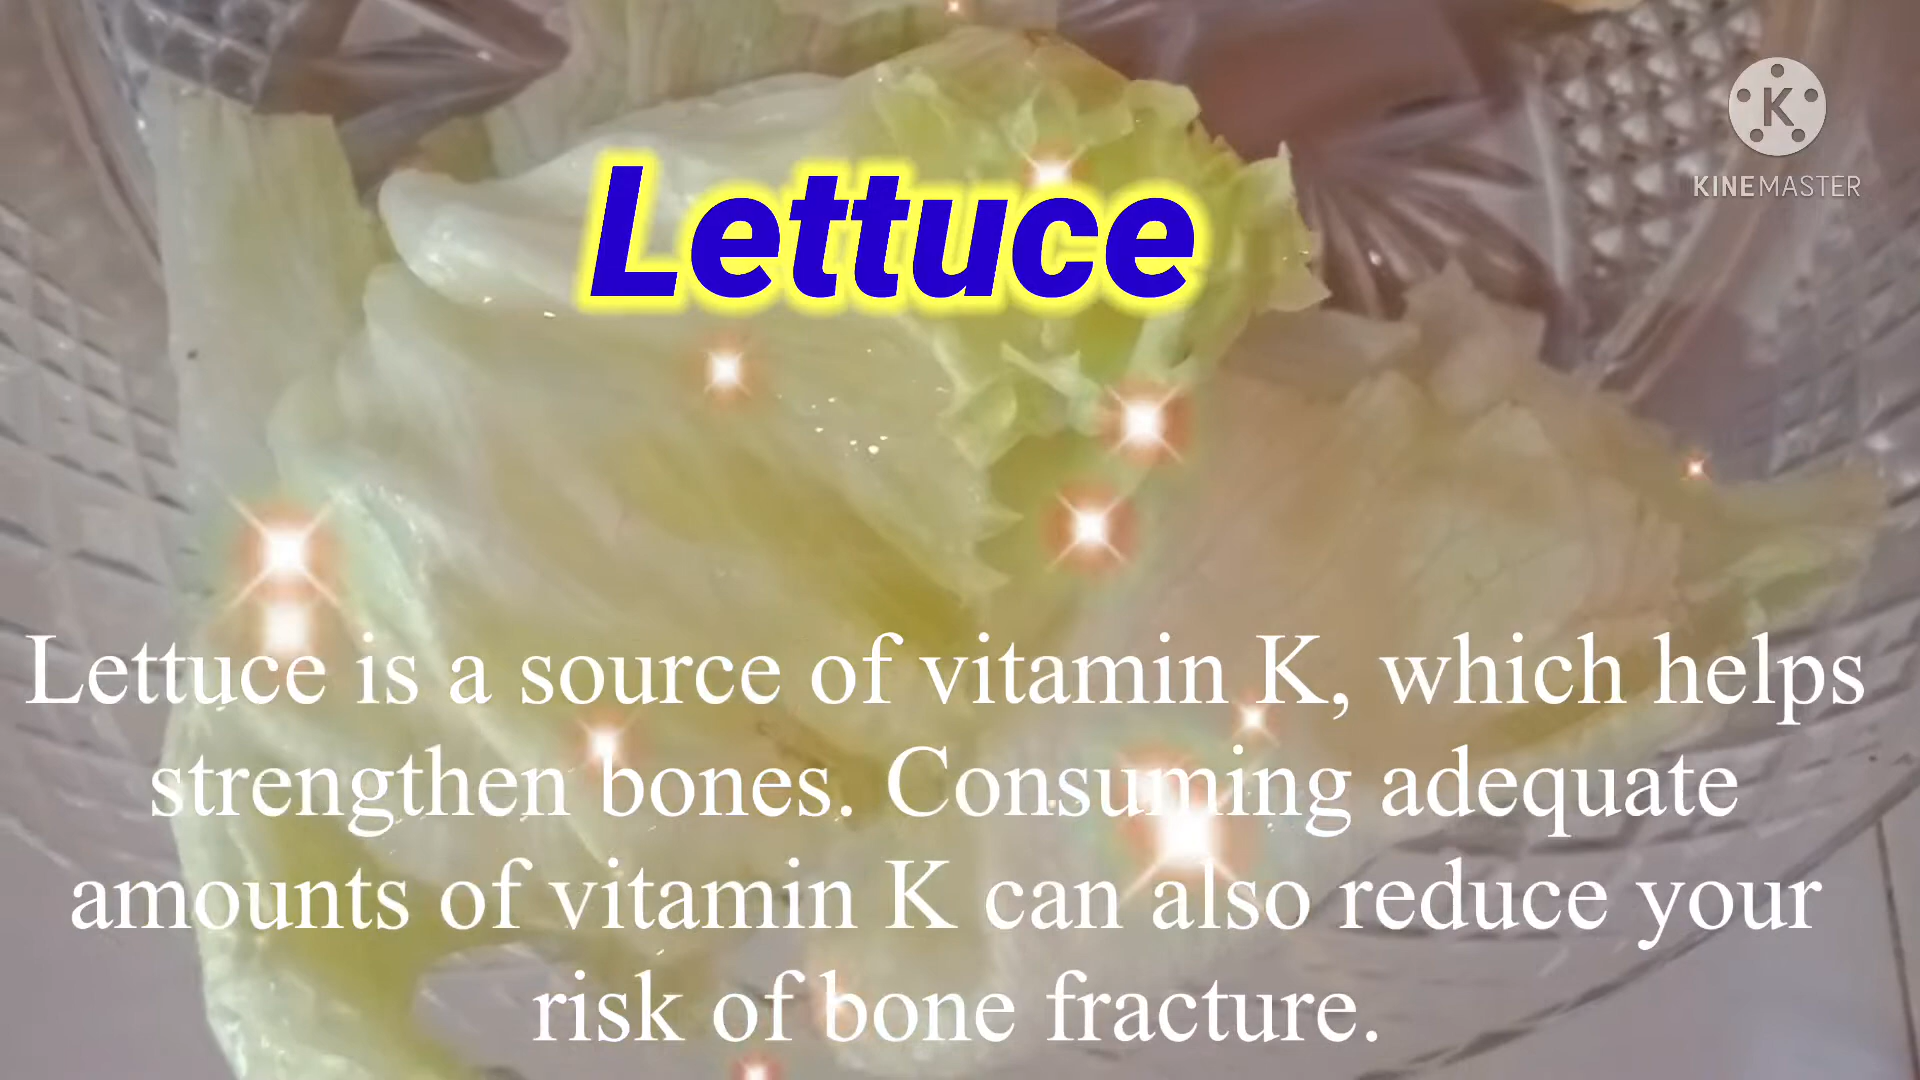 K
KINEMASTER
Lettuce
Lettuce is a source of vitamin K, which helps
strengthen bones. Consuming adequate
amounts of vitamin K can also reduce your
risk of bone fracture.